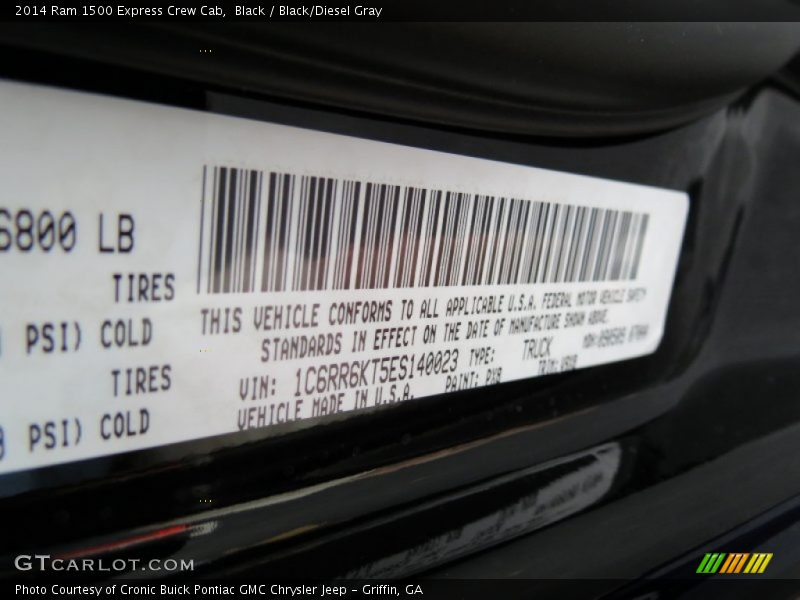 2014 Ram 1500 Express Crew Cab,  Black / Black/Diesel Gray
6800 LB
TIRES
PSI) COLD
TIRES
PSI) COLD
THIS VEHICLE CONFORMS TO ALL APPLICABLE U.S.A. FEDERAL MOTOR VEHICLE SAFETY
STANDARDS IN EFFECT ON THE DATE OF MANUFACTURE SHOWN ABOVE.
VIN: 1C6RR6KT5ES140023 TYPE: TRUCK
VEHICLE MADE IN U.S.A. PAINT: PX8 TRIM:
GTCARLOT.COM
Photo Courtesy of Cronic Buick Pontiac GMC Chrysler Jeep - Griffin, GA